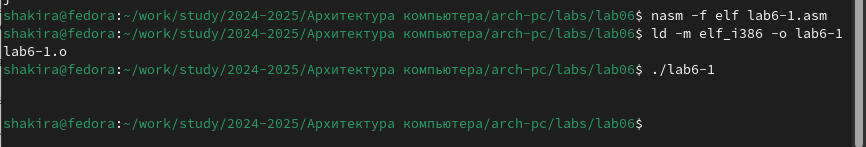 shakira@fedora:~/work/study/2024-2025/Архитектура компьютера/arch-pc/labs/lab06$ nasm -f elf lab6-1.asm
shakira@fedora:~/work/study/2024-2025/Архитектура компьютера/arch-pc/labs/lab06$ ld -m elf_i386 -o lab6-1
lab6-1.o
shakira@fedora:~/work/study/2024-2025/Архитектура компьютера/arch-pc/labs/lab06$ ./lab6-1
shakira@fedora:~/work/study/2024-2025/Архитектура компьютера/arch-pc/labs/lab06$